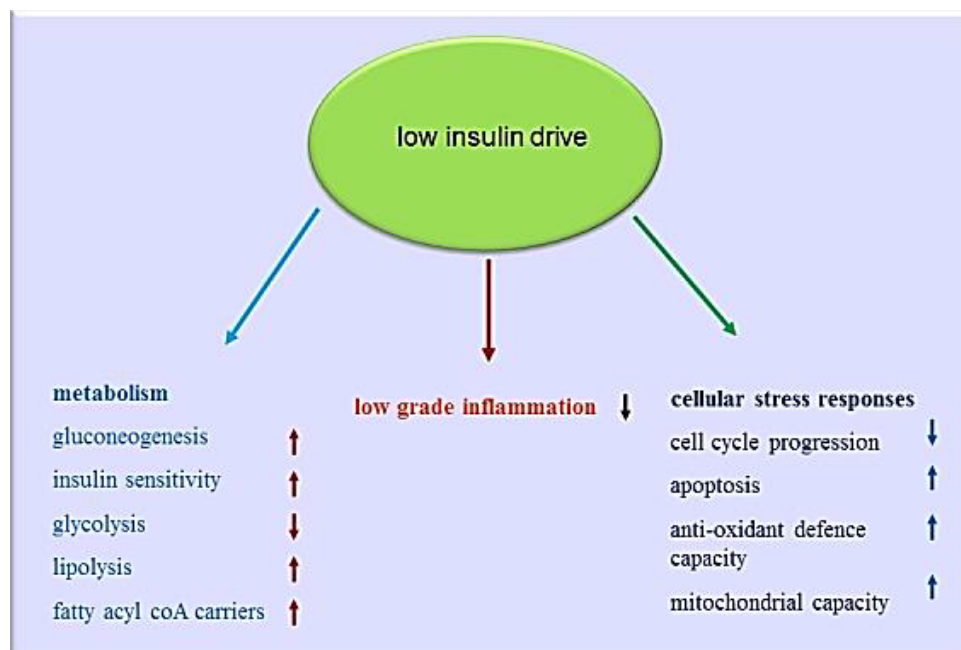 low insulin drive
metabolism
gluconeogenesis
insulin sensitivity
glycolysis
lipolysis
fatty acyl coA carriers
low grade inflammation
cellular stress responses
cell cycle progression
apoptosis
anti-oxidant defence
capacity
mitochondrial capacity